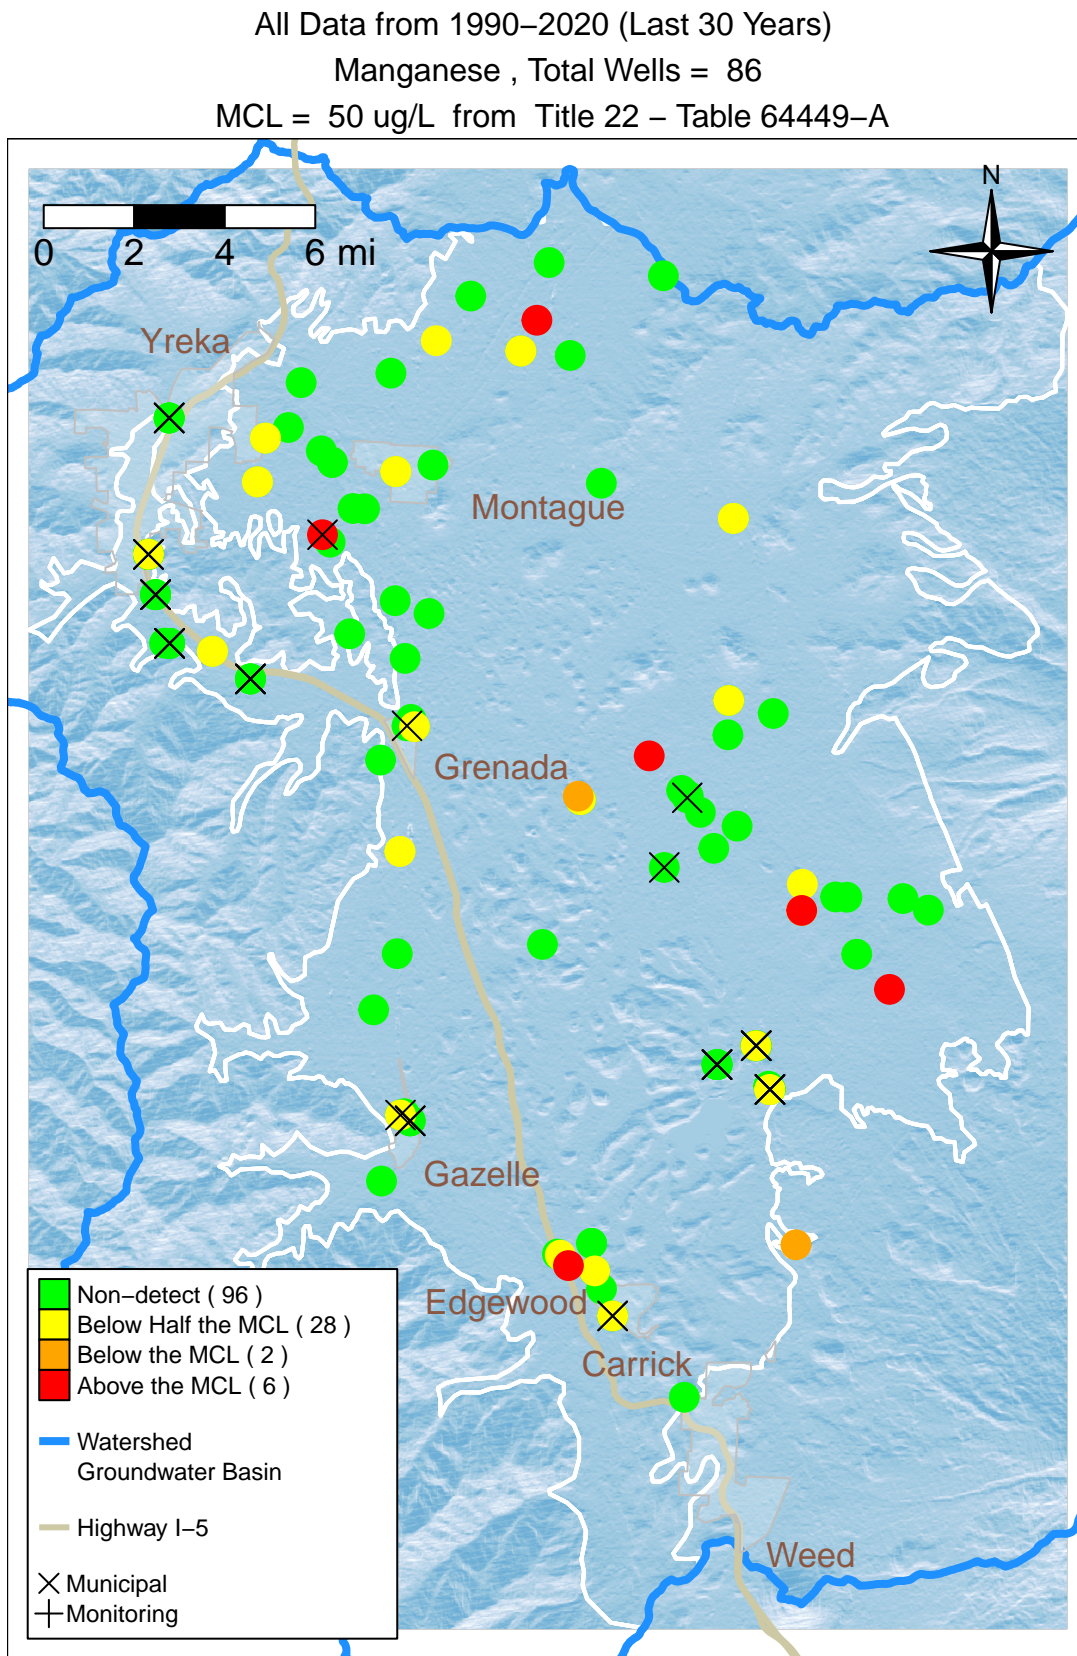 All Data from 1990−2020 (Last 30 Years)
Manganese , Total Wells = 86
MCL = 50 ug/L from Title 22 − Table 64449−A
N
0 2 4 6 mi
Yreka
Montague
Grenada
Gazelle
Edgewood
Carrick
Weed
Non−detect ( 96 )
Below Half the MCL ( 28 )
Below the MCL ( 2 )
Above the MCL ( 6 )
Watershed
Groundwater Basin
Highway I−5
Municipal
Monitoring